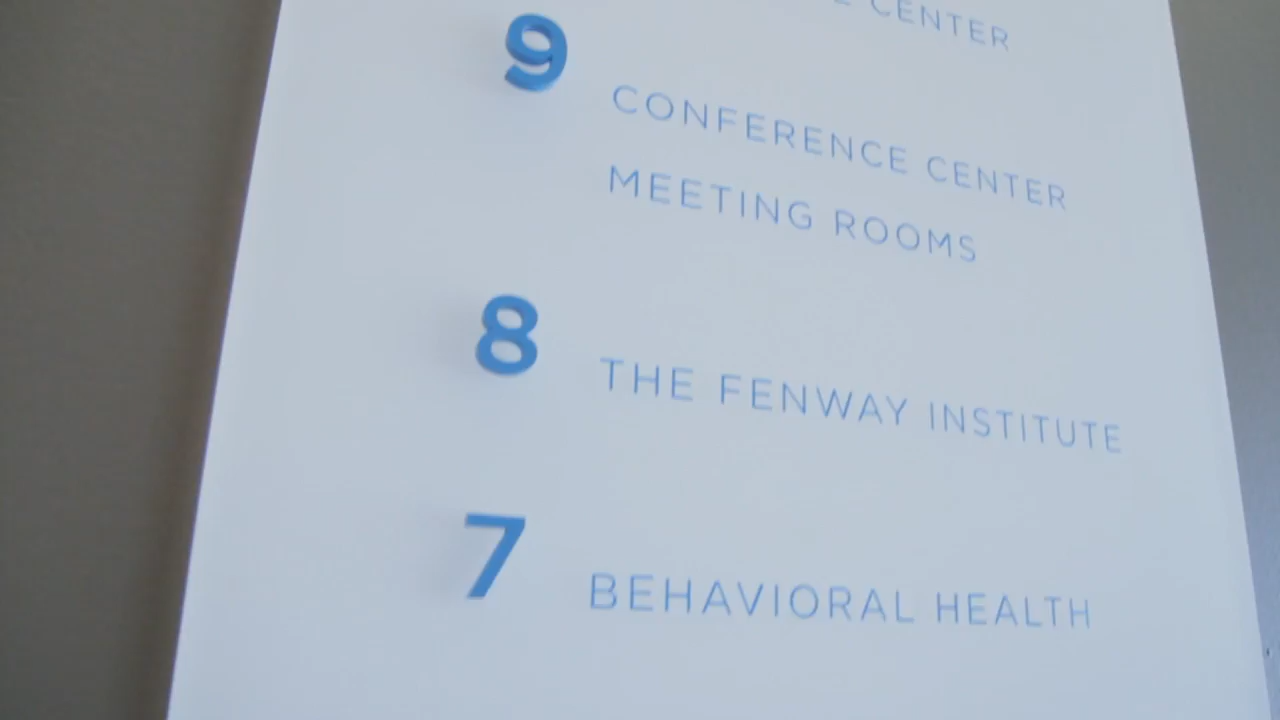 CENTER
9
CONFERENCE CENTER
MEETING ROOMS
8
THE FENWAY INSTITUTE
7
BEHAVIORAL HEALTH